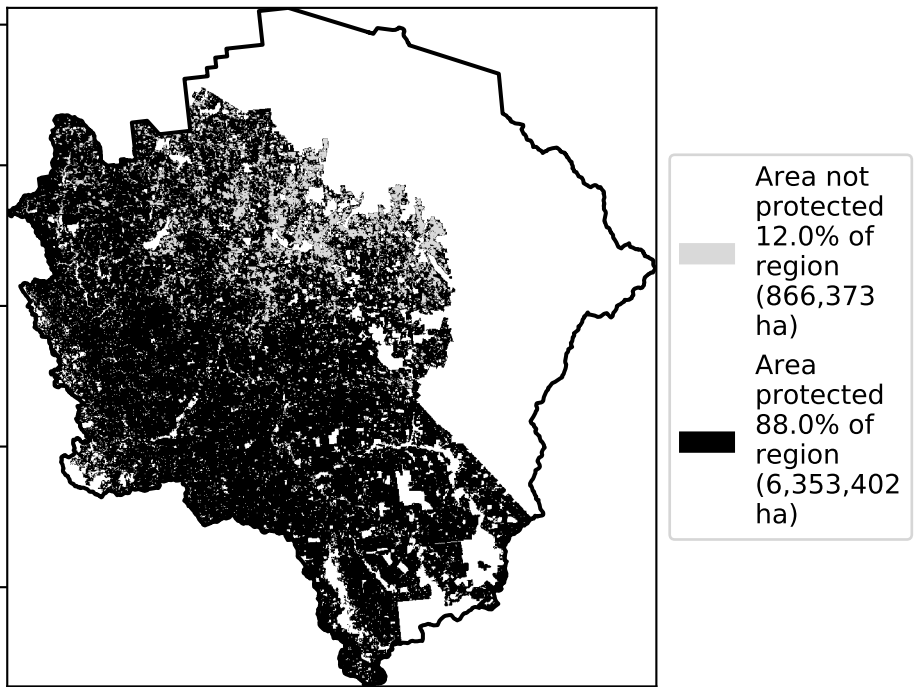 Area not
protected
12.0% of
region
(866,373
ha)
Area
protected
88.0% of
region
(6,353,402
ha)